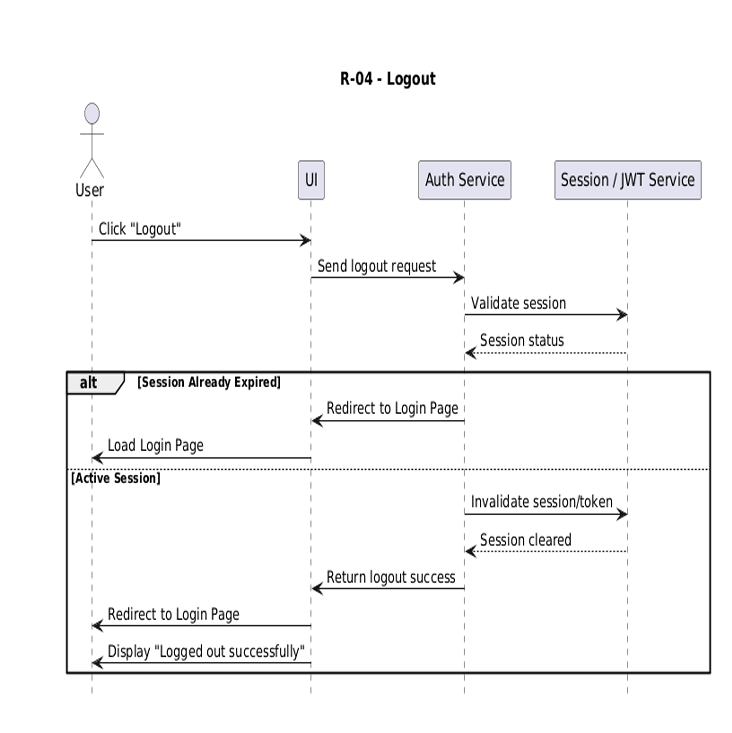 R-04 - Logout
User
UI
Auth Service
Session / JWT Service
Click "Logout"
Send logout request
Validate session
Session status
alt
[Session Already Expired]
Redirect to Login Page
Load Login Page
[Active Session]
Invalidate session/token
Session cleared
Return logout success
Redirect to Login Page
Display "Logged out successfully"